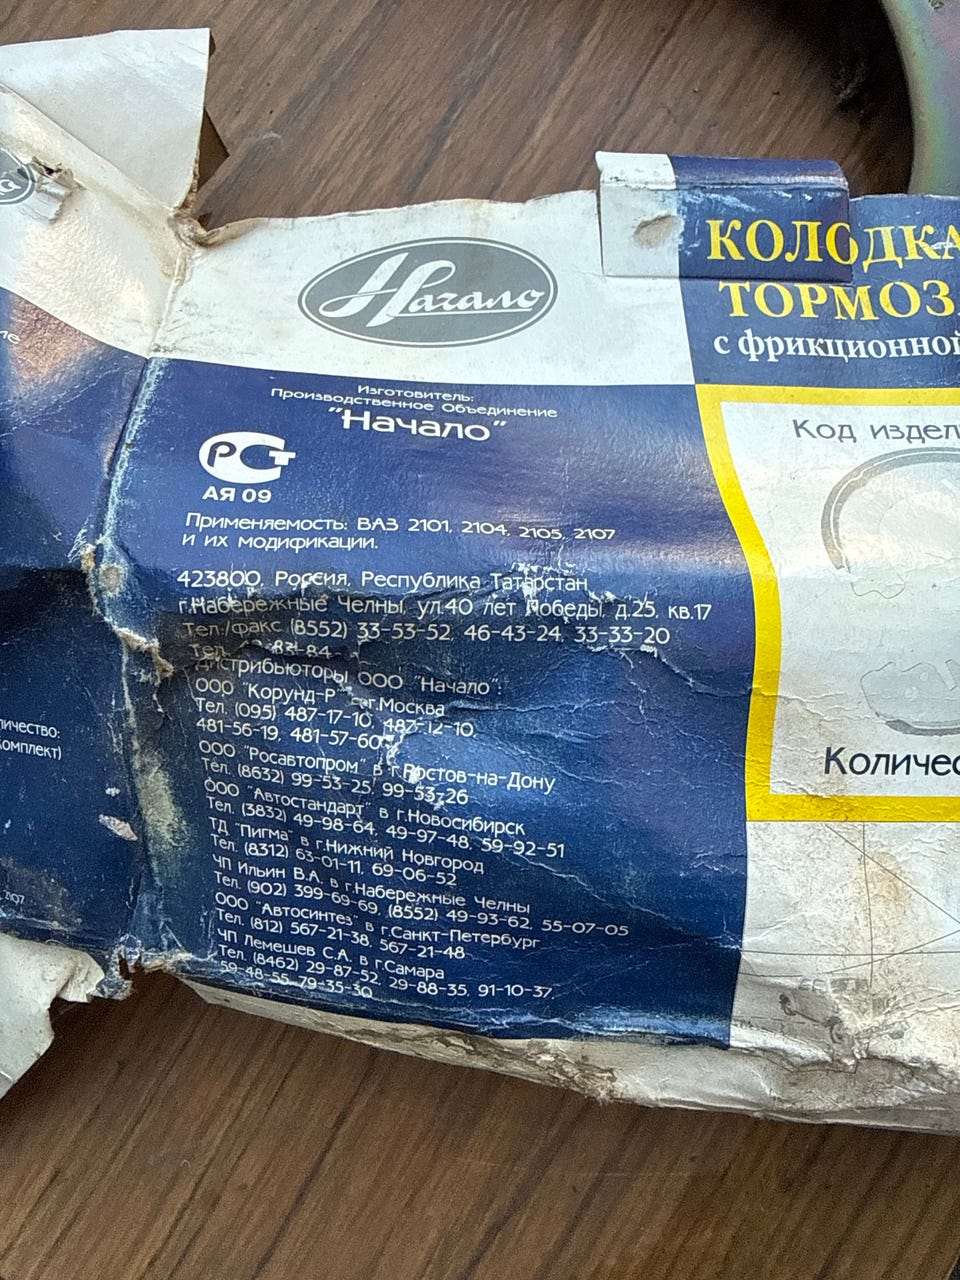 Начало
КОЛОДКА
ТОРМОЗ
с фрикционной
Изготовитель:
Производственное Объединение
"Начало"
РСТ
АЯ 09
Применяемость: ВАЗ 2101, 2104, 2105, 2107
и их модификации.
423800, Россия, Республика Татарстан
г.Набережные Челны, ул.40 лет Победы, д.25, кв.17
Тел./факс (8552) 33-53-52, 46-43-24, 33-33-20
Тел.
Дистрибьюторы ООО "Начало":
ООО "Корунд-Р" в г.Москва
Тел. (095) 487-17-10, 487-12-10,
481-56-19, 481-57-60
ООО "Росавтопром" в г.Ростов-на-Дону
Тел. (8632) 99-53-25, 99-53-26
ООО "Автостандарт" в г.Новосибирск
Тел. (3832) 49-98-64, 49-97-48, 59-92-51
ТД "Пигма" в г.Нижний Новгород
Тел. (8312) 63-01-11, 69-06-52
ЧП Ильин В.А. в г.Набережные Челны
Тел. (902) 399-69-69, (8552) 49-93-62, 55-07-05
ООО "Автосинтез" в г.Санкт-Петербург
Тел. (812) 567-21-38, 567-21-48
ЧП Лемешев С.А. в г.Самара
Тел. (8462) 29-87-52, 29-88-35, 91-10-37,
59-48-55, 79-35-30
Код издел
Количес
личество:
комплект)
2107